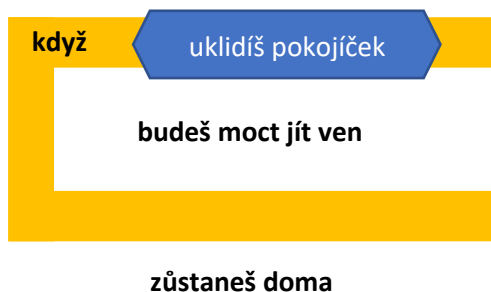 když uklidíš pokojíček
budeš moct jít ven
zůstaneš doma